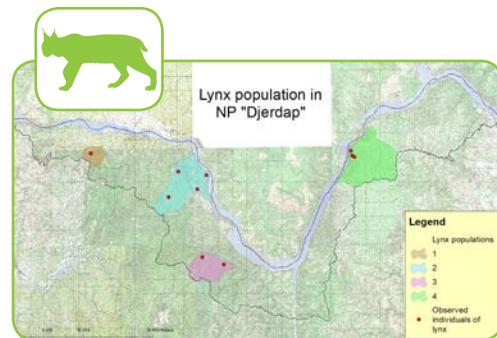 Lynx population in
NP "Djerdap"
Legend
Lynx populations
1
2
3
4
Observed
individuals of
lynx